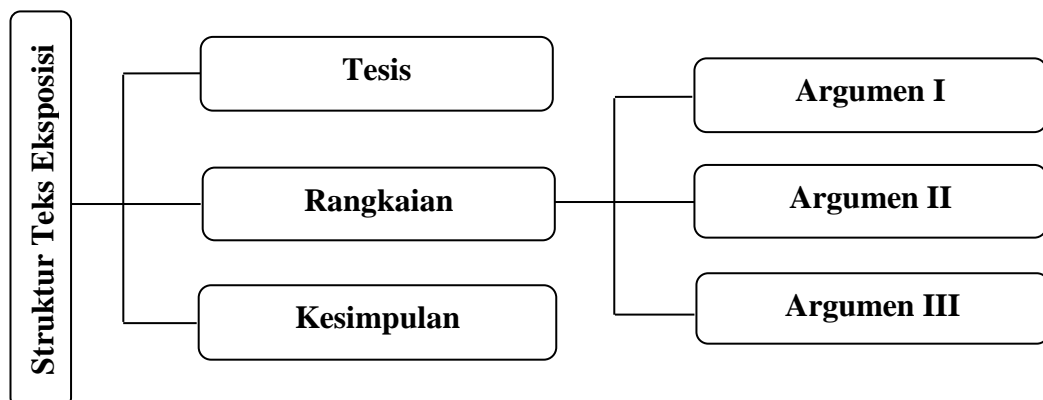 Struktur Teks Eksposisi
Tesis
Rangkaian
Kesimpulan
Argumen I
Argumen II
Argumen III